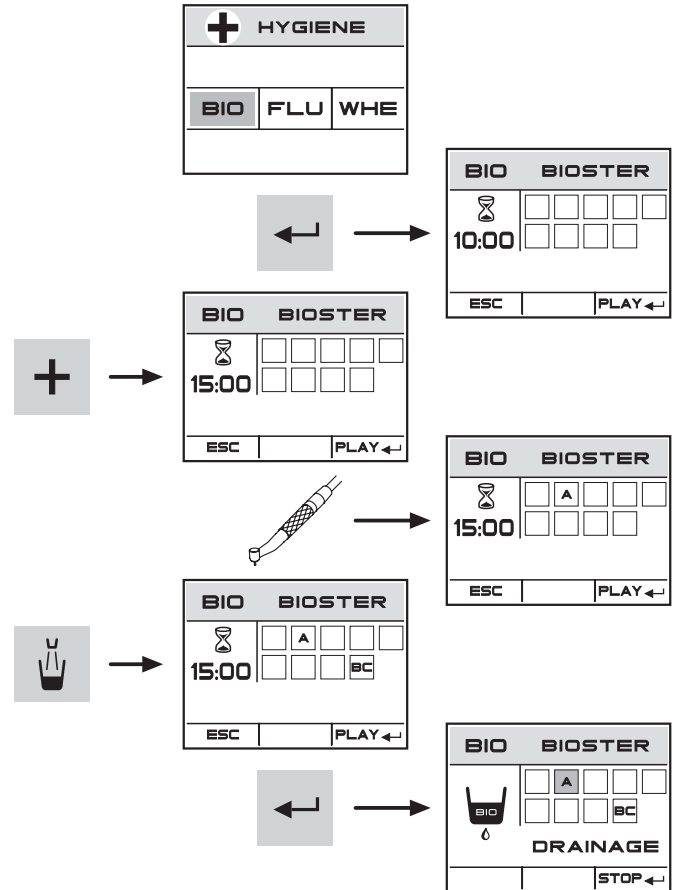 HYGIENE
BIO FLU WHE
BIO BIOSTER
10:00
ESC PLAY
BIO BIOSTER
15:00
ESC PLAY
BIO BIOSTER
A
15:00
ESC PLAY
BIO BIOSTER
A
15:00 BC
ESC PLAY
BIO BIOSTER
A
BIO BC
DRAINAGE
STOP